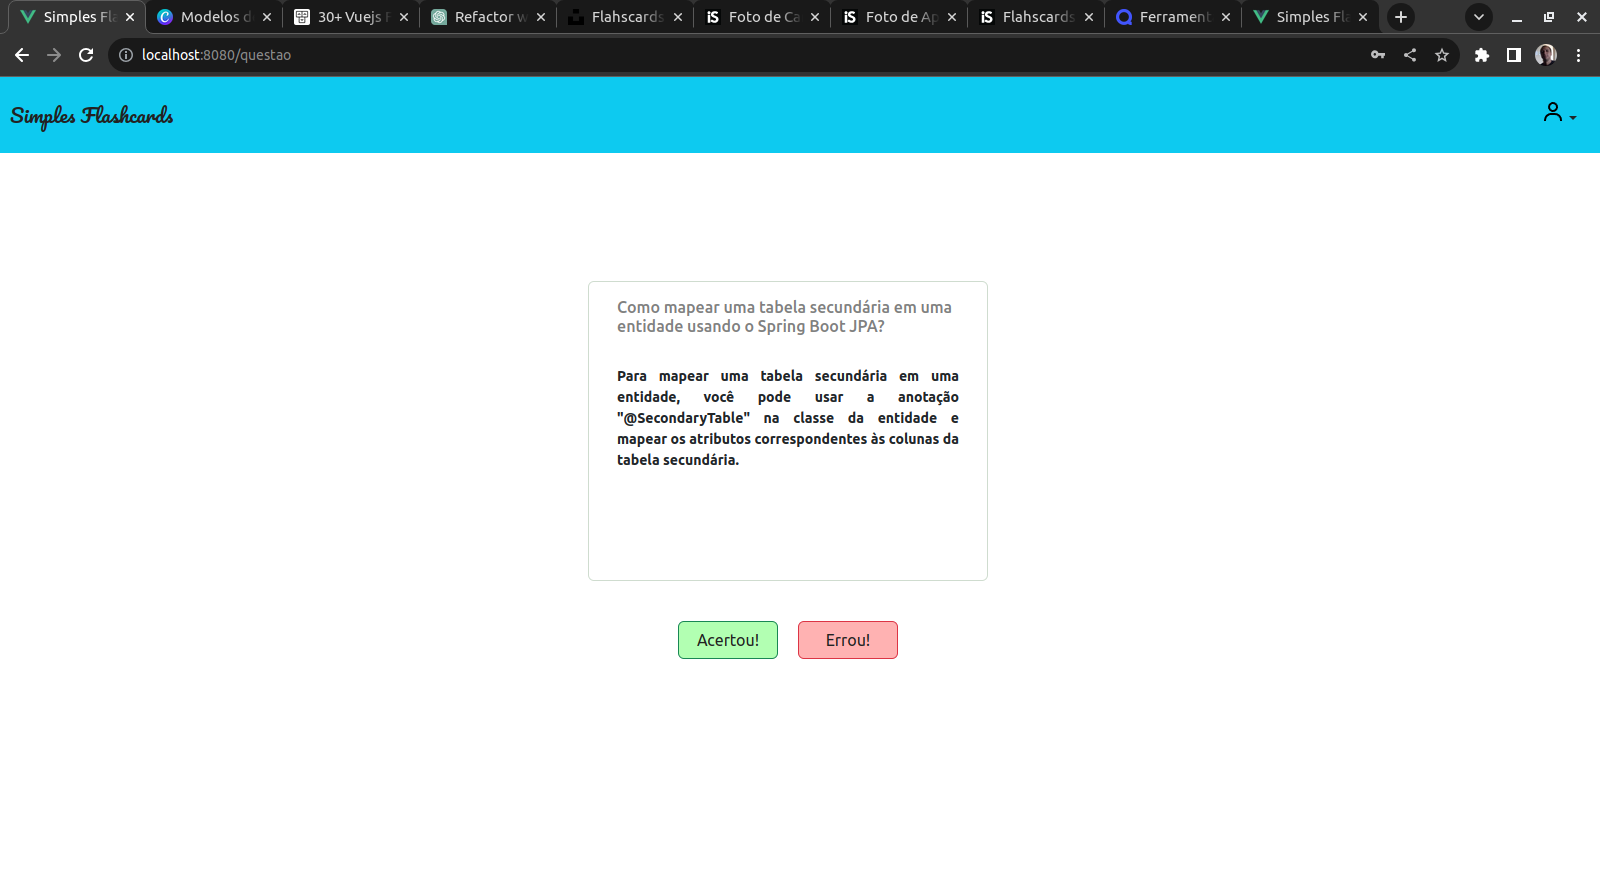 Simples Fla
Modelos d
30+ Vuejs F
Refactor w
Flahscards
Foto de Ca
Foto de Ap
Flahscards
Ferrament
Simples Fla
localhost:8080/questao
Simples Flashcards
Como mapear uma tabela secundária em uma
entidade usando o Spring Boot JPA?
Para mapear uma tabela secundária em uma
entidade, você pode usar a anotação
"@SecondaryTable" na classe da entidade e
mapear os atributos correspondentes às colunas da
tabela secundária.
Acertou!
Errou!